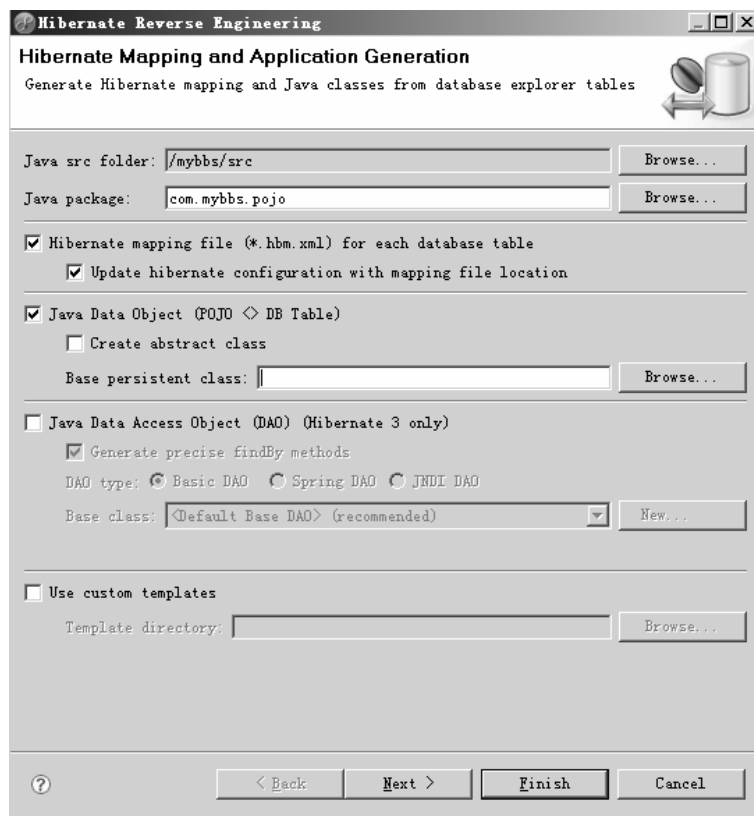 Hibernate Reverse Engineering
Hibernate Mapping and Application Generation
Generate Hibernate mapping and Java classes from database explorer tables
Java src folder: /mybbs/src Browse...
Java package: com.mybbs.pojo Browse...
Hibernate mapping file (*.hbm.xml) for each database table
Update hibernate configuration with mapping file location
Java Data Object (POJO <> DB Table)
Create abstract class
Base persistent class: Browse...
Java Data Access Object (DAO) (Hibernate 3 only)
Generate precise findBy methods
DAO type: Basic DAO Spring DAO JNDI DAO
Base class: <Default Base DAO> (recommended) New...
Use custom templates
Template directory: Browse...
? < Back Next > Finish Cancel